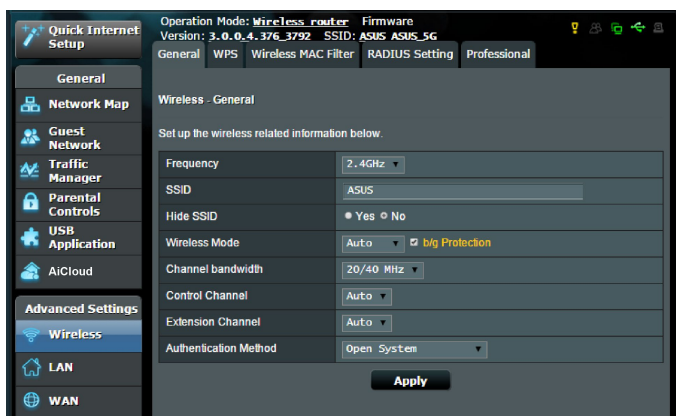 Quick Internet
Setup
Operation Mode: Wireless router Firmware
Version: 3.0.0.4.376_3792 SSID: ASUS ASUS_5G
General WPS Wireless MAC Filter RADIUS Setting Professional
General
Network Map
Guest
Network
Traffic
Manager
Parental
Controls
USB
Application
AiCloud
Advanced Settings
Wireless
LAN
WAN
Wireless - General
Set up the wireless related information below.
Frequency 2.4GHz
SSID ASUS
Hide SSID Yes No
Wireless Mode Auto b/g Protection
Channel bandwidth 20/40 MHz
Control Channel Auto
Extension Channel Auto
Authentication Method Open System
Apply